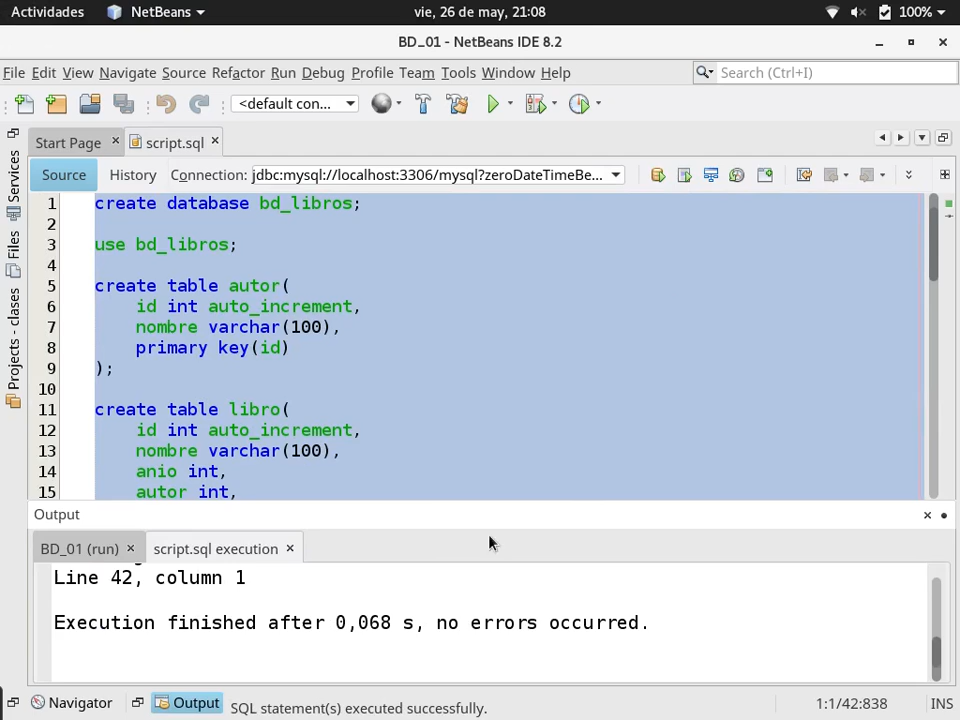 Actividades NetBeans vie, 26 de may, 21:08 100%
BD_01 - NetBeans IDE 8.2
File Edit View Navigate Source Refactor Run Debug Profile Team Tools Window Help Search (Ctrl+I)
<default con...
Start Page script.sql
Source History Connection: jdbc:mysql://localhost:3306/mysql?zeroDateTimeBe...
Services
Files
Projects - clases
1 create database bd_libros;
2
3 use bd_libros;
4
5 create table autor(
6 id int auto_increment,
7 nombre varchar(100),
8 primary key(id)
9 );
10
11 create table libro(
12 id int auto_increment,
13 nombre varchar(100),
14 anio int,
15 autor int,
Output
BD_01 (run) script.sql execution
Line 42, column 1
Execution finished after 0,068 s, no errors occurred.
Navigator Output SQL statement(s) executed successfully. 1:1/42:838 INS